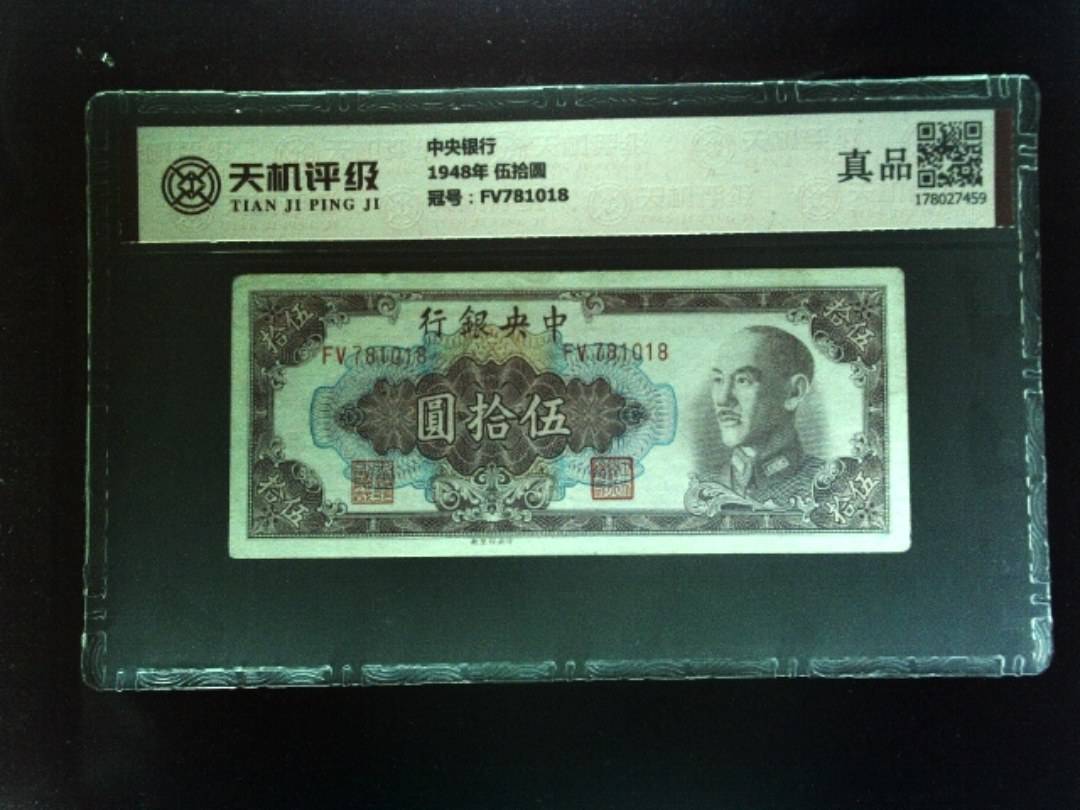 天机评级
TIAN JI PING JI
中央银行
1948年 伍拾圆
冠号：FV781018
真品
178027459
行銀央中
FV781018
FV781018
圓拾伍
拾伍
拾伍
拾伍
拾伍